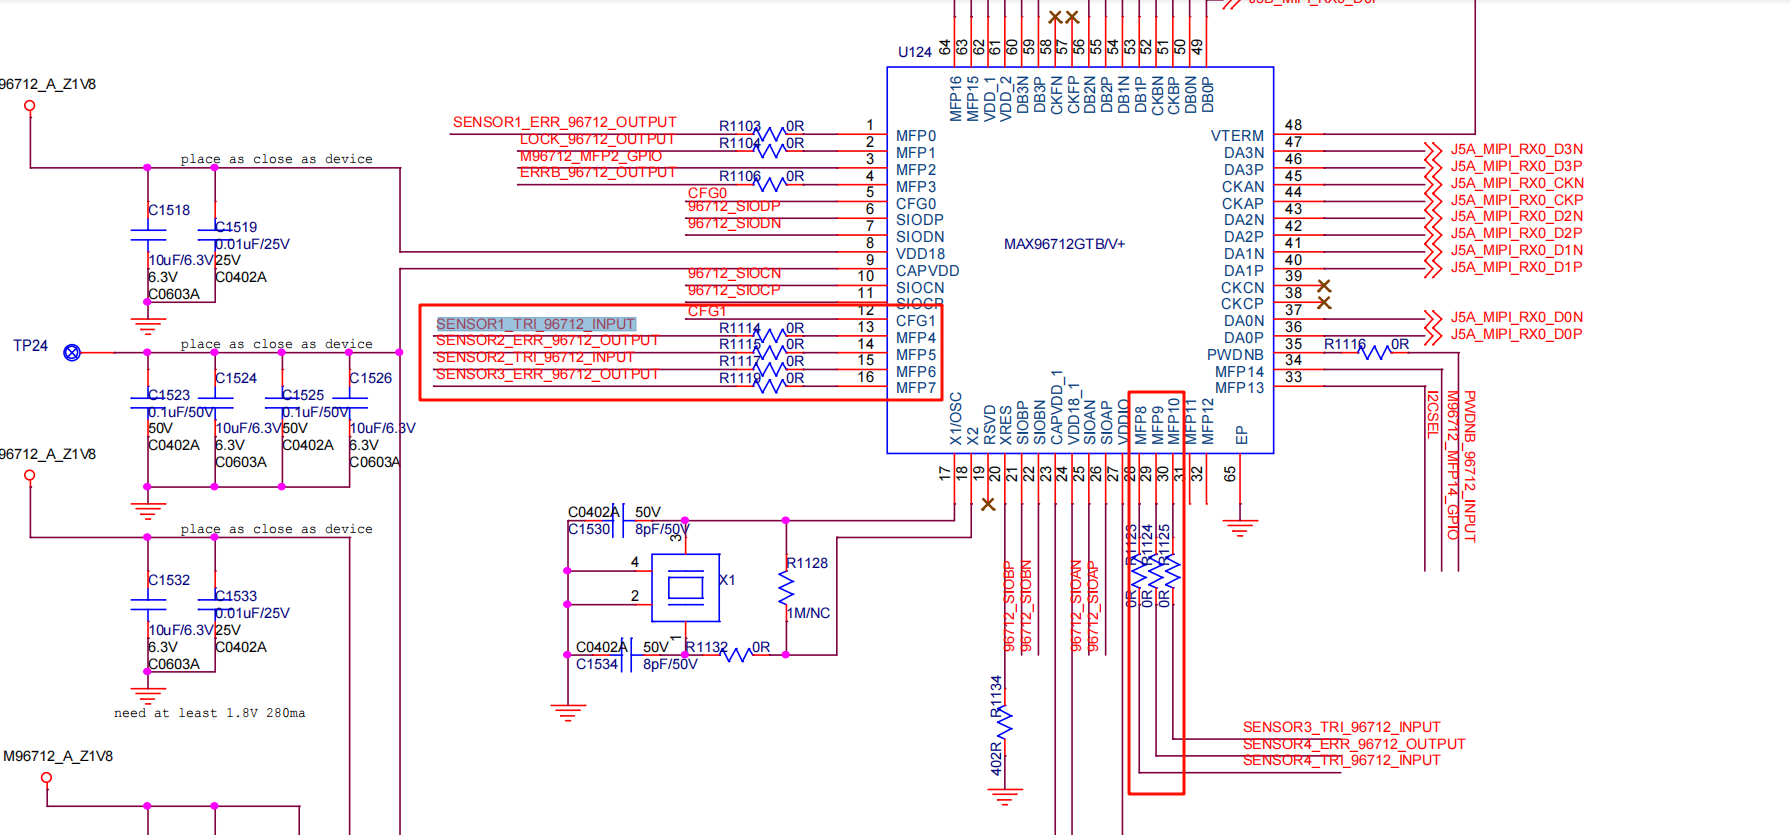 J5B_MIPI_RX0_D0P
U124
64
63
62
61
60
59
58
57
56
55
54
53
52
51
50
49
MFP16
MFP15
VDD_1
VDD_2
DB3N
DB3P
CKFN
CKFP
DB2N
DB2P
DB1N
DB1P
CKBN
CKBP
DB0N
DB0P
96712_A_Z1V8
place as close as device
C1518
10uF/6.3V
6.3V
C0603A
C1519
0.01uF/25V
25V
C0402A
TP24
place as close as device
C1523
0.1uF/50V
50V
C0402A
C1524
10uF/6.3V
6.3V
C0603A
C1525
0.1uF/50V
50V
C0402A
C1526
10uF/6.3V
6.3V
C0603A
96712_A_Z1V8
place as close as device
C1532
10uF/6.3V
6.3V
C0603A
C1533
0.01uF/25V
25V
C0402A
need at least 1.8V 280ma
M96712_A_Z1V8
SENSOR1_ERR_96712_OUTPUT R1103 0R 1 MFP0
LOCK_96712_OUTPUT R1104 0R 2 MFP1
M96712_MFP2_GPIO 3 MFP2
ERRB_96712_OUTPUT R1106 0R 4 MFP3
CFG0 5 CFG0
96712_SIODP 6 SIODP
96712_SIODN 7 SIODN
8 VDD18
9 CAPVDD
96712_SIOCN 10 SIOCN
96712_SIOCP 11 SIOCP
CFG1 12 CFG1
SENSOR1_TRI_96712_INPUT R1114 0R 13 MFP4
SENSOR2_ERR_96712_OUTPUT R1115 0R 14 MFP5
SENSOR2_TRI_96712_INPUT R1117 0R 15 MFP6
SENSOR3_ERR_96712_OUTPUT R1119 0R 16 MFP7
MAX96712GTB/V+
VTERM 48
DA3N 47 J5A_MIPI_RX0_D3N
DA3P 46 J5A_MIPI_RX0_D3P
CKAN 45 J5A_MIPI_RX0_CKN
CKAP 44 J5A_MIPI_RX0_CKP
DA2N 43 J5A_MIPI_RX0_D2N
DA2P 42 J5A_MIPI_RX0_D2P
DA1N 41 J5A_MIPI_RX0_D1N
DA1P 40 J5A_MIPI_RX0_D1P
CKCN 39
CKCP 38
DA0N 37 J5A_MIPI_RX0_D0N
DA0P 36 J5A_MIPI_RX0_D0P
PWDNB 35 R1116 0R
MFP14 34
MFP13 33
I2CSEL
M96712_MFP14_GPIO
PWDNB_96712_INPUT
X1/OSC
X2
RSVD
XRES
SIOBP
SIOBN
CAPVDD_1
VDD18_1
SIOAN
SIOAP
VDDIO
MFP8
MFP9
MFP10
MFP11
MFP12
EP
17
18
19
20
21
22
23
24
25
26
27
28
29
30
31
32
65
C0402A 50V
C1530 8pF/50V
3
4
2
1
X1
R1128
1M/NC
C0402A 50V
C1534 8pF/50V
R1132 0R
96712_SIOBP
96712_SIOBN
96712_SIOAN
96712_SIOAP
R1123
0R
R1124
0R
R1125
0R
R1134
402R
SENSOR3_TRI_96712_INPUT
SENSOR4_ERR_96712_OUTPUT
SENSOR4_TRI_96712_INPUT